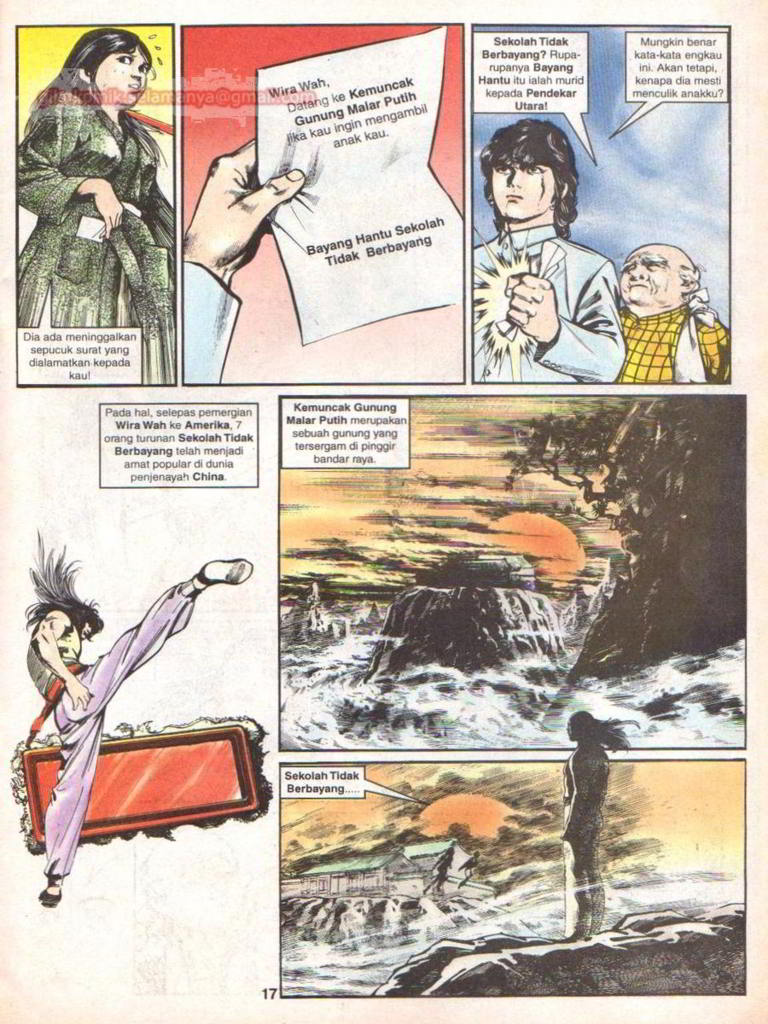 Dia ada meninggalkan
sepucuk surat yang
dialamatkan kepada
kau!
Wira Wah,
Datang ke Kemuncak
Gunung Malar Putih
jika kau ingin mengambil
anak kau.
Bayang Hantu Sekolah
Tidak Berbayang
Sekolah Tidak
Berbayang? Rupa-
rupanya Bayang
Hantu itu ialah murid
kepada Pendekar
Utara!
Mungkin benar
kata-kata engkau
ini. Akan tetapi,
kenapa dia mesti
menculik anakku?
Pada hal, selepas pemergian
Wira Wah ke Amerika, 7
orang turunan Sekolah Tidak
Berbayang telah menjadi
amat popular di dunia
penjenayah China.
Kemuncak Gunung
Malar Putih merupakan
sebuah gunung yang
tersergam di pinggir
bandar raya.
Sekolah Tidak
Berbayang.....
17